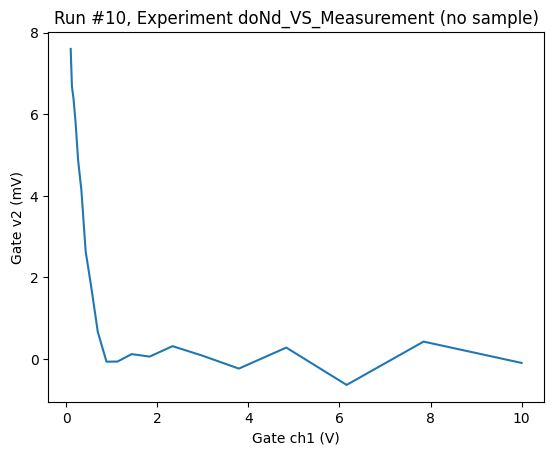 Run #10, Experiment doNd_VS_Measurement (no sample)
8
6
4
2
0
Gate v2 (mV)
0 2 4 6 8 10
Gate ch1 (V)